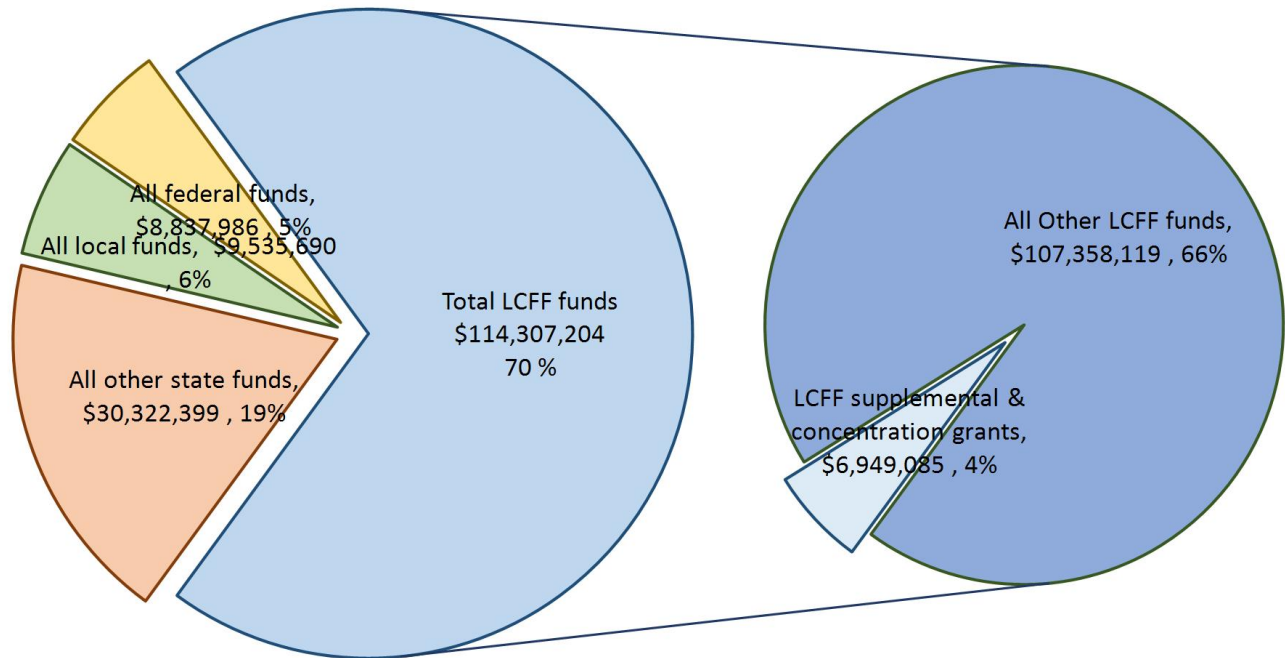 All federal funds,
$8,837,986 , 5%
All local funds, $9,535,690
, 6%
All other state funds,
$30,322,399 , 19%
Total LCFF funds
$114,307,204
70 %
All Other LCFF funds,
$107,358,119 , 66%
LCFF supplemental &
concentration grants,
$6,949,085 , 4%